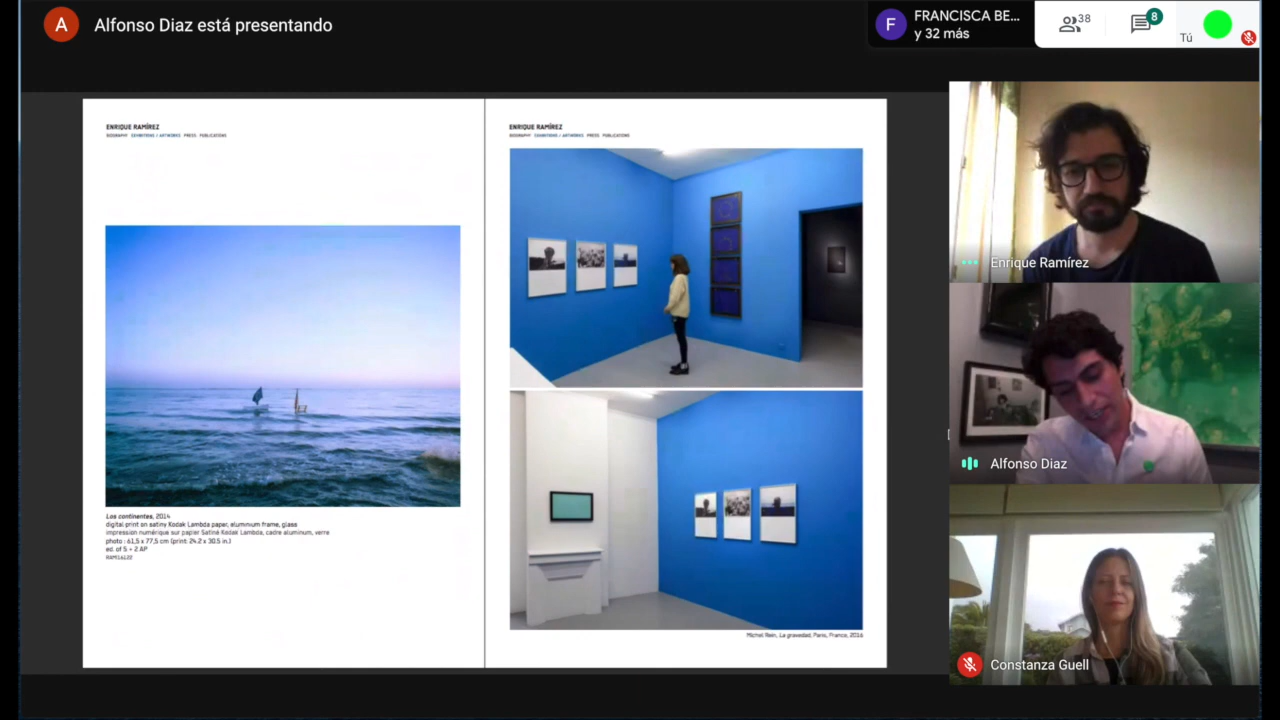 A
Alfonso Diaz está presentando
F
FRANCISCA BE...
y 32 más
38
8
Tú
ENRIQUE RAMÍREZ
BIOGRAPHY EXHIBITIONS / ARTWORKS PRESS PUBLICATIONS
Los continentes, 2014
digital print on satiny Kodak Lambda paper, aluminium frame, glass
impression numérique sur papier Satiné Kodak Lambda, cadre aluminum, verre
photo : 61,5 x 77,5 cm (print: 24.2 x 30.5 in.)
ed. of 5 + 2 AP
RAMI16122
ENRIQUE RAMÍREZ
BIOGRAPHY EXHIBITIONS / ARTWORKS PRESS PUBLICATIONS
Michel Rein, La gravedad, Paris, France, 2016
Enrique Ramírez
Alfonso Diaz
Constanza Guell